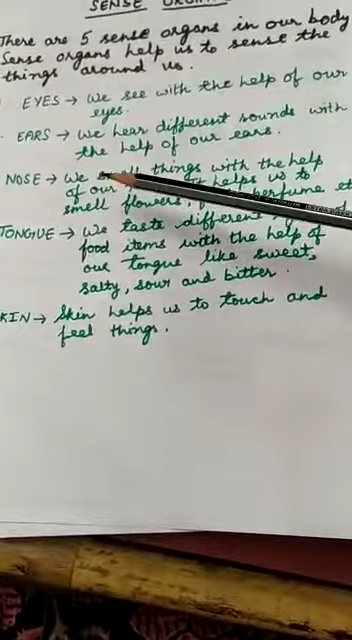 SENSE
There are 5 sense organs in our body
Sense organs help us to sense the
things around us.
EYES → We see with the help of our
eyes.
EARS → We hear different sounds with
the help of our ears.
NOSE → We things with the help
of our helps us to
smell flowers, perfume
TONGUE → We taste different
food items with the help of
our tongue like sweet,
salty, sour and bitter.
KIN → Skin helps us to touch and
feel things.